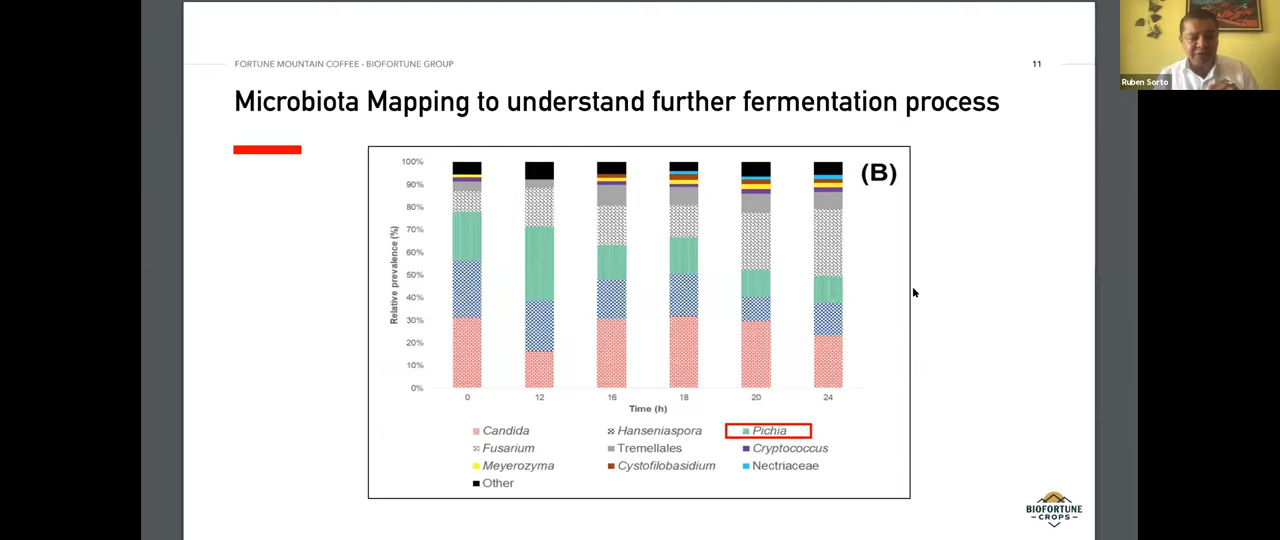 FORTUNE MOUNTAIN COFFEE - BIOFORTUNE GROUP
11
Ruben Sorto
Microbiota Mapping to understand further fermentation process
(B)
Relative prevalence (%)
100%
90%
80%
70%
60%
50%
40%
30%
20%
10%
0%
0 12 16 18 20 24
Time (h)
Candida Hanseniaspora Pichia
Fusarium Tremellales Cryptococcus
Meyerozyma Cystofilobasidium Nectriaceae
Other
BIOFORTUNE
CROPS